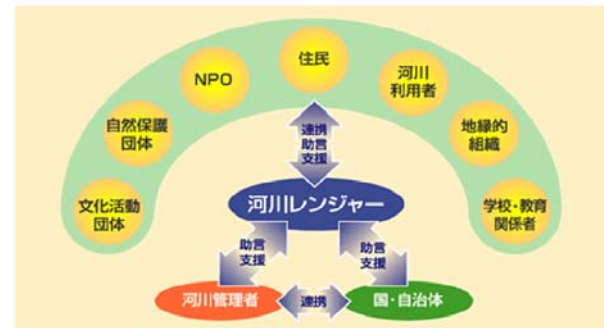 住民
NPO
河川
利用者
自然保護
団体
地縁的
組織
文化活動
団体
学校・教育
関係者
連携
助言
支援
河川レンジャー
助言
支援
助言
支援
河川管理者
連携
国・自治体